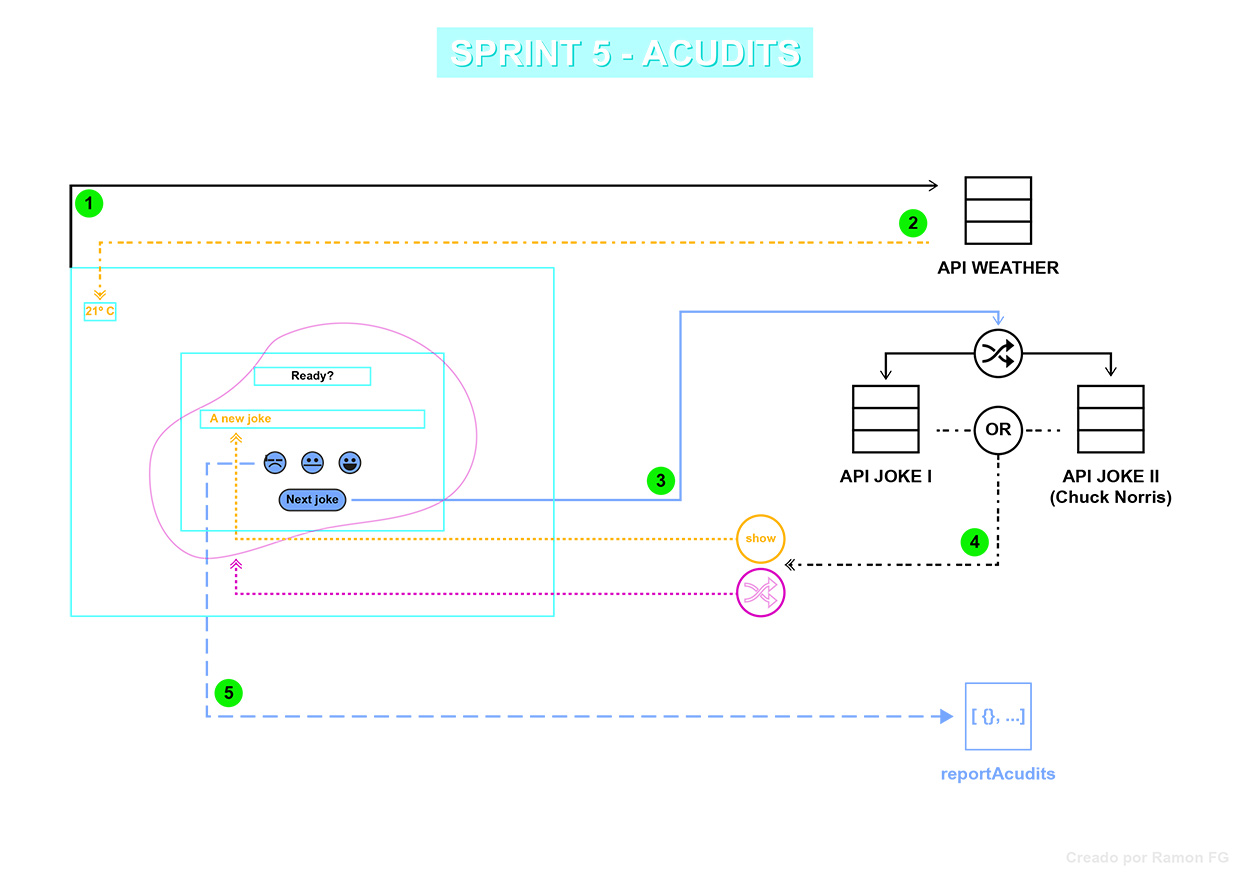 SPRINT 5 - ACUDITS
1
2
API WEATHER
21º C
Ready?
A new joke
Next joke
3
OR
API JOKE I
API JOKE II
(Chuck Norris)
show
4
5
[ {}, ...]
reportAcudits
Creado por Ramon FG